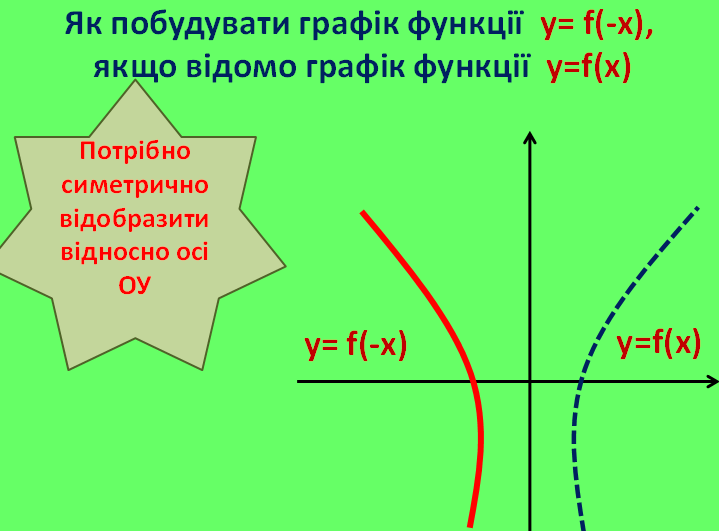 Як побудувати графік функції y= f(-x),
якщо відомо графік функції y=f(x)
Потрібно
симетрично
відобразити
відносно осі
ОУ
y= f(-x)
y=f(x)